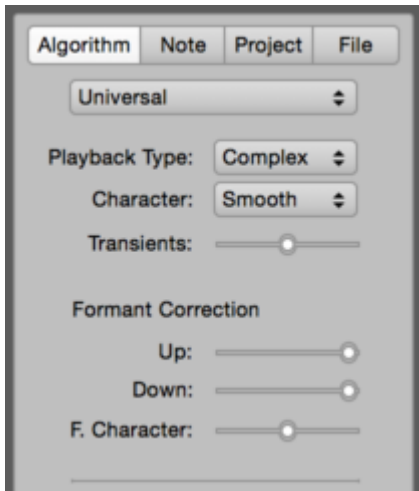 Algorithm Note Project File
Universal
Playback Type: Complex
Character: Smooth
Transients:
Formant Correction
Up:
Down:
F. Character: